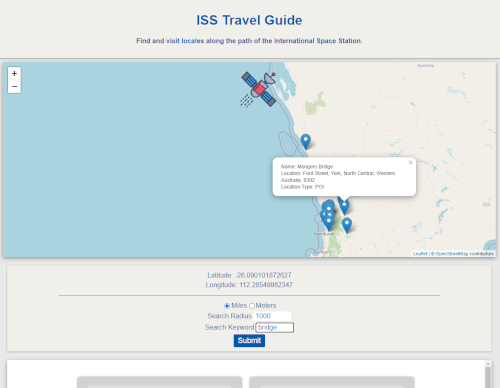 ISS Travel Guide
Find and visit locales along the path of the International Space Station.
+
−
×
Name: Mongers Bridge
Location: Ford Street, York, North Central, Western
Australia, 6302
Location Type: POI
Mandurah
Leaflet | © OpenStreetMap contributors
Latitude: -26.090101872627
Longitude: 112.28549982347
Miles Meters
Search Radius: 1000
Search Keyword: bridge
Submit